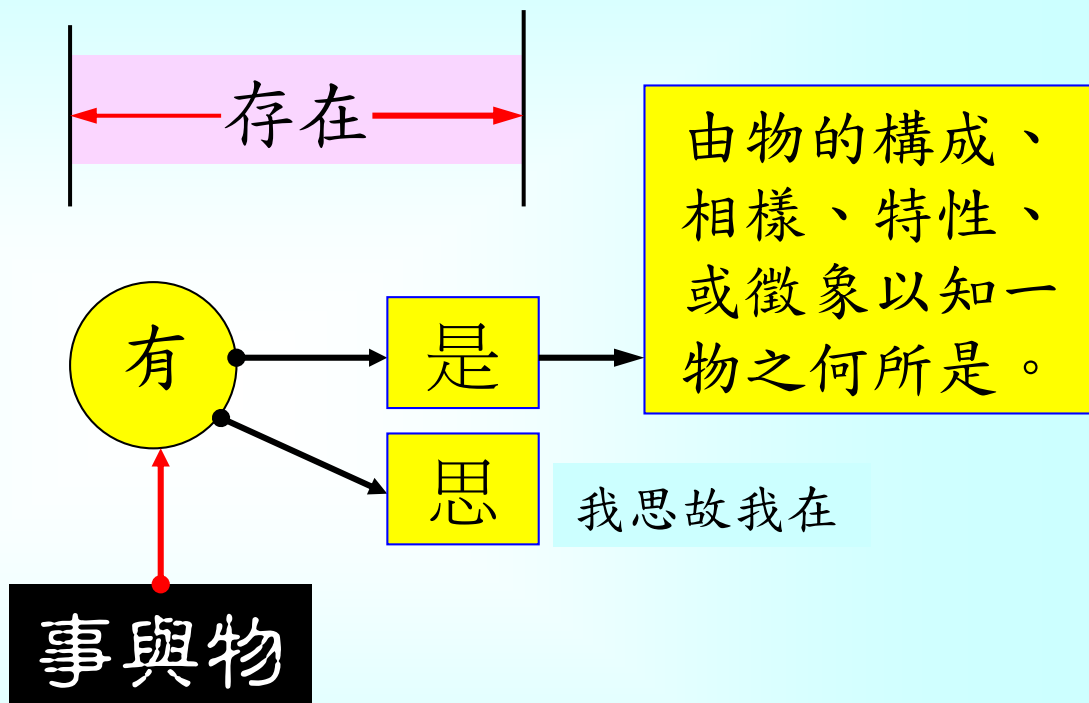 存在
由物的構成、
相樣、特性、
或徵象以知一
物之何所是。
有
是
思
我思故我在
事與物